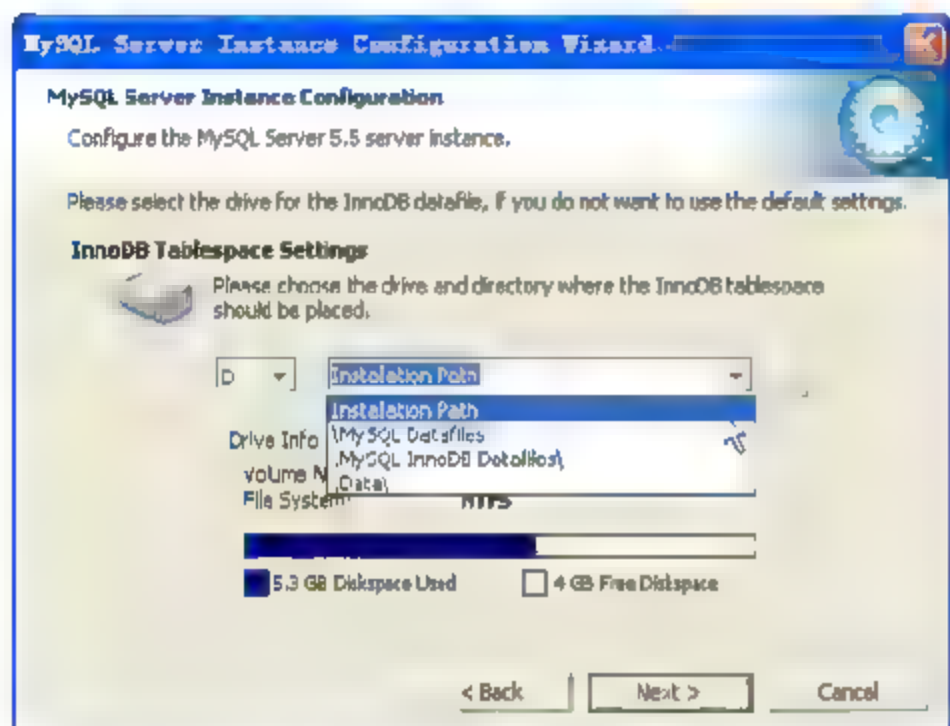 MySQL Server Instance Configuration Wizard
MySQL Server Instance Configuration
Configure the MySQL Server 5.5 server instance.
Please select the drive for the InnoDB datafile, if you do not want to use the default settings.
InnoDB Tablespace Settings
Please choose the drive and directory where the InnoDB tablespace
should be placed.
D
Instalation Path
Instalation Path
\MySQL Datafiles
\MySQL InnoDB Datafiles\
\Data\
Drive Info
Volume N
File System
NTFS
5.3 GB Diskspace Used
4 GB Free Diskspace
< Back
Next >
Cancel